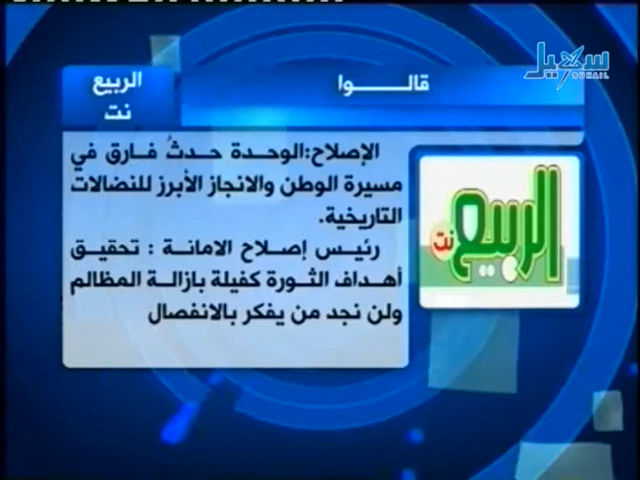 سهيل
SUHAIL
قالـــــوا
الربيع
نت
الإصلاح:الوحدة حدثُ فارق في
مسيرة الوطن والانجاز الأبرز للنضالات
التاريخية.
رئيس إصلاح الامانة : تحقيق
أهداف الثورة كفيلة بازالة المظالم
ولن نجد من يفكر بالانفصال
الربيع
نت